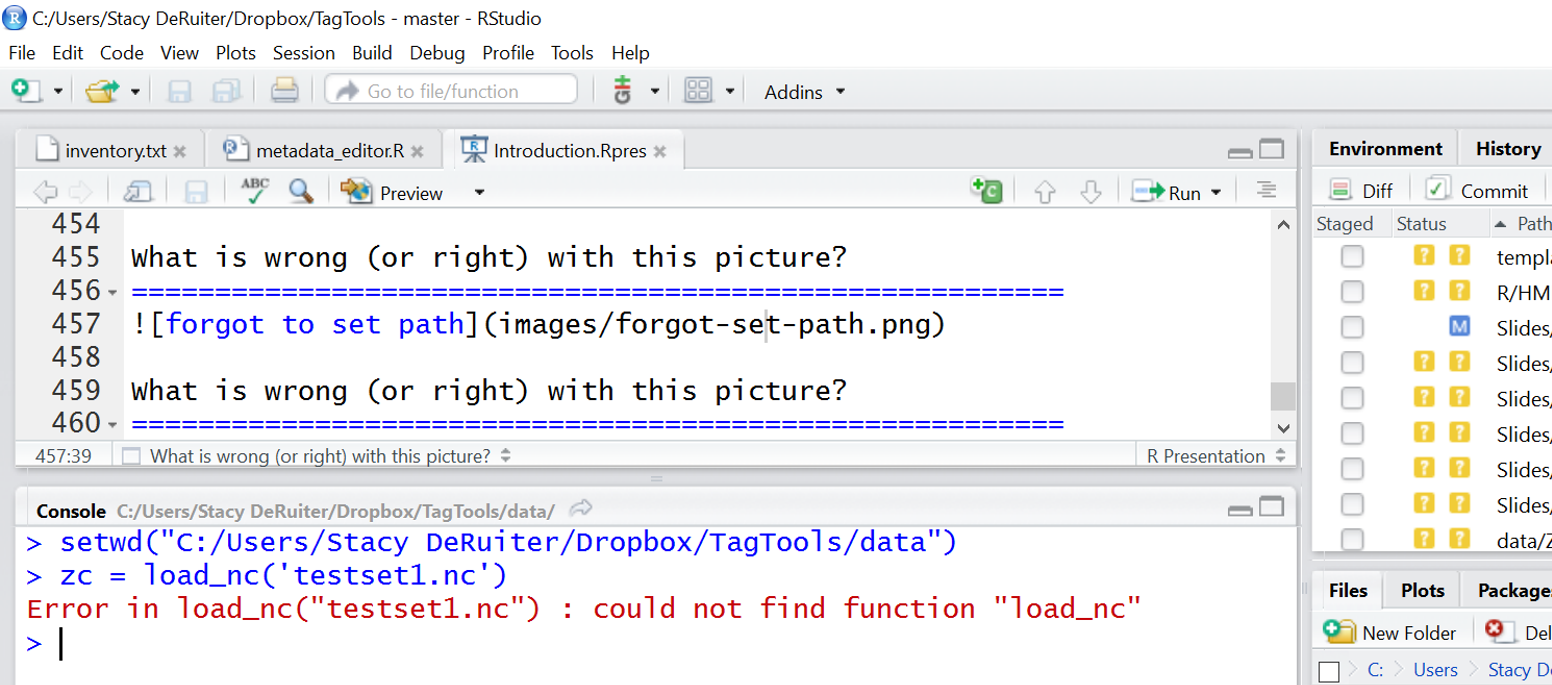 C:/Users/Stacy DeRuiter/Dropbox/TagTools - master - RStudio
File Edit Code View Plots Session Build Debug Profile Tools Help
Go to file/function Addins
inventory.txt metadata_editor.R Introduction.Rpres
Environment History
ABC Preview Run
Diff Commit
Staged Status Path
454
455 What is wrong (or right) with this picture?
456 ========================================================
457 ![forgot to set path](images/forgot-set-path.png)
458
459 What is wrong (or right) with this picture?
460 ========================================================
templa
R/HM
M Slides/
Slides/
Slides/
Slides/
Slides/
Slides/
data/Z
457:39 What is wrong (or right) with this picture? R Presentation
Console C:/Users/Stacy DeRuiter/Dropbox/TagTools/data/
> setwd("C:/Users/Stacy DeRuiter/Dropbox/TagTools/data")
> zc = load_nc('testset1.nc')
Error in load_nc("testset1.nc") : could not find function "load_nc"
>
Files Plots Package
New Folder Del
C: Users Stacy De